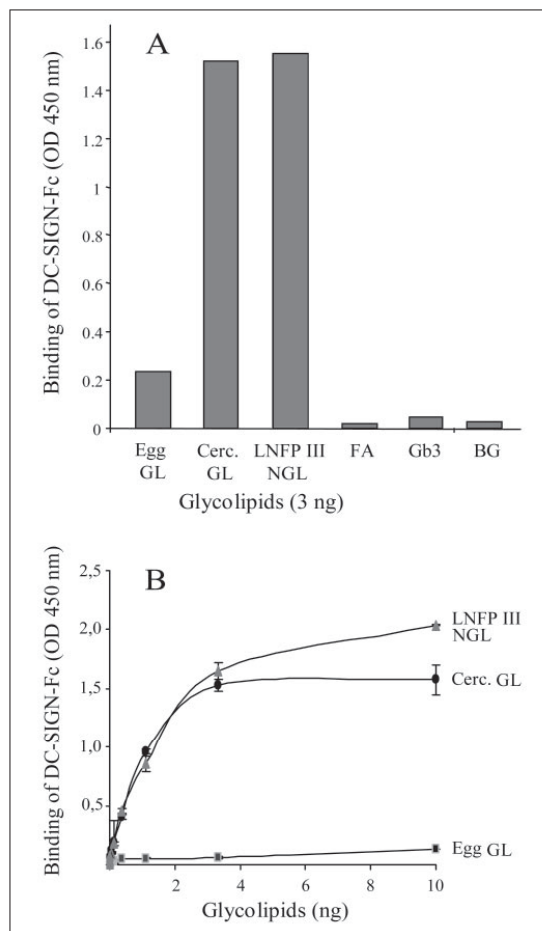 A
Binding of DC-SIGN-Fc (OD 450 nm)
1.6
1.4
1.2
1
0.8
0.6
0.4
0.2
0
Egg GL
Cerc. GL
LNFP III NGL
FA
Gb3
BG
Glycolipids (3 ng)
B
Binding of DC-SIGN-Fc (OD 450 nm)
2,5
2,0
1,5
1,0
0,5
LNFP III
NGL
Cerc. GL
Egg GL
2
4
6
8
10
Glycolipids (ng)